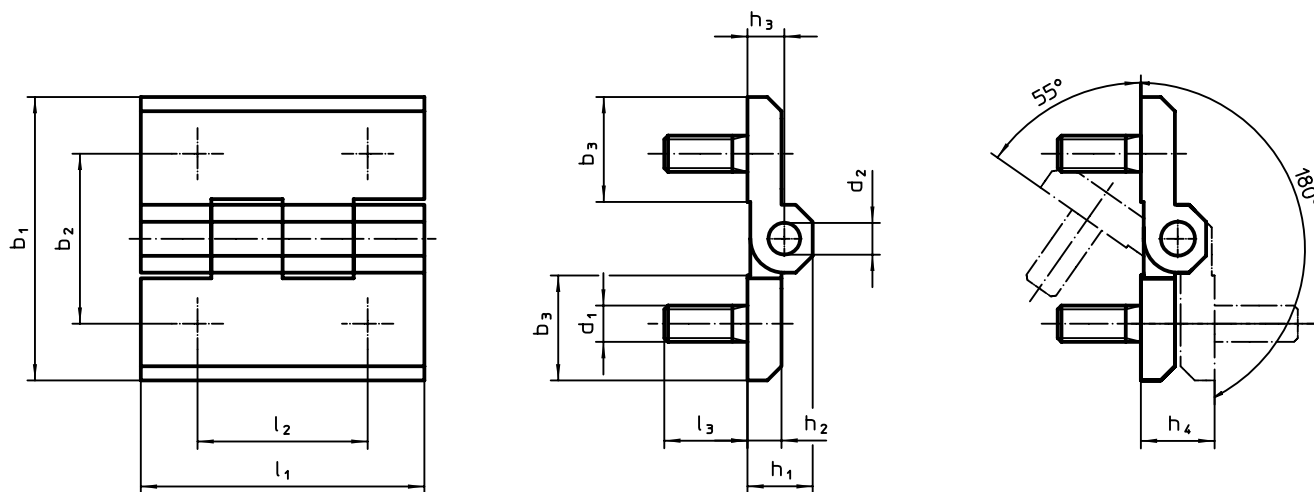 b₁
b₂
l₂
l₁
h₃
b₃
d₂
b₃
d₁
l₃
h₂
h₁
55°
180°
h₄